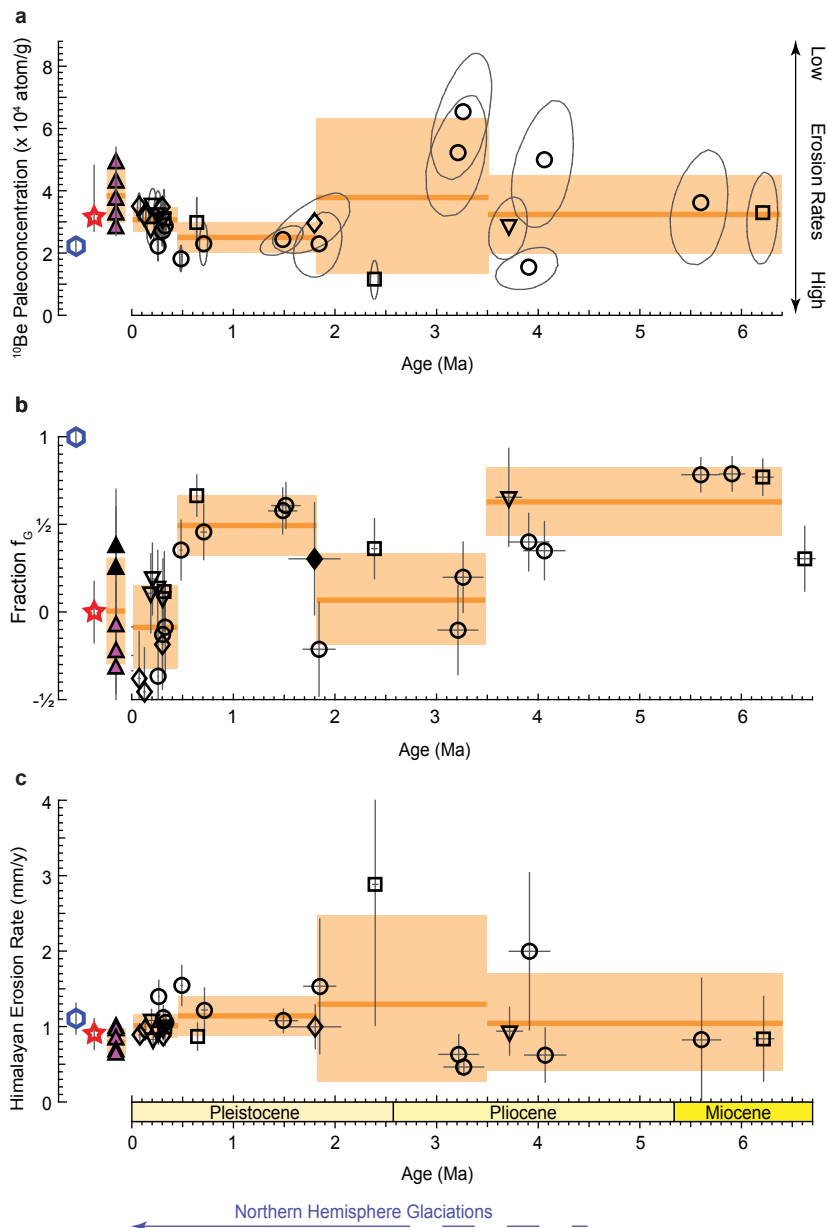 a
¹⁰Be Paleoconcentration (x 10⁴ atom/g)
8
6
4
2
0
Low
Erosion Rates
High
0 1 2 3 4 5 6
Age (Ma)
b
Fraction f_G
1
½
0
-½
0 1 2 3 4 5 6
Age (Ma)
c
Himalayan Erosion Rate (mm/y)
4
3
2
1
0
Pleistocene Pliocene Miocene
0 1 2 3 4 5 6
Age (Ma)
Northern Hemisphere Glaciations